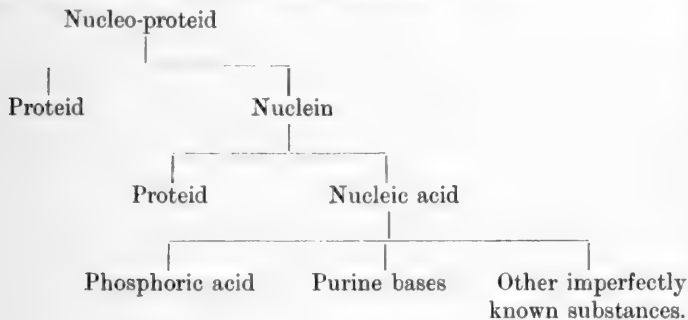 Nucleo-proteid
Proteid Nuclein
Proteid Nucleic acid
Phosphoric acid Purine bases Other imperfectly
known substances.